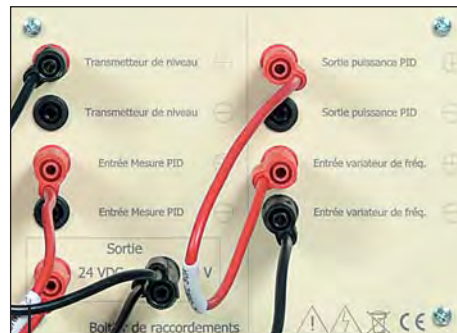 Transmetteur de niveau
Transmetteur de niveau
Entrée Mesure PID
Entrée Mesure PID
Sortie
24 VDC V
Boîtier de raccordements
Sortie puissance PID
Sortie puissance PID
Entrée variateur de fréq.
Entrée variateur de fréq.
CE